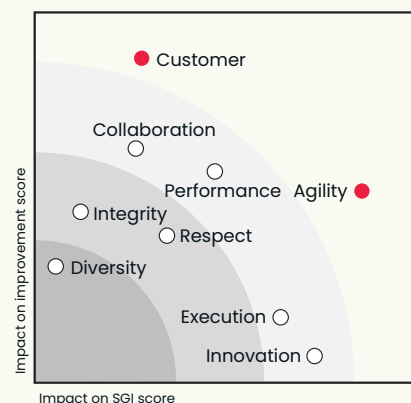 Customer
Collaboration
Performance
Agility
Integrity
Respect
Diversity
Execution
Innovation
Impact on improvement score
Impact on SGI score